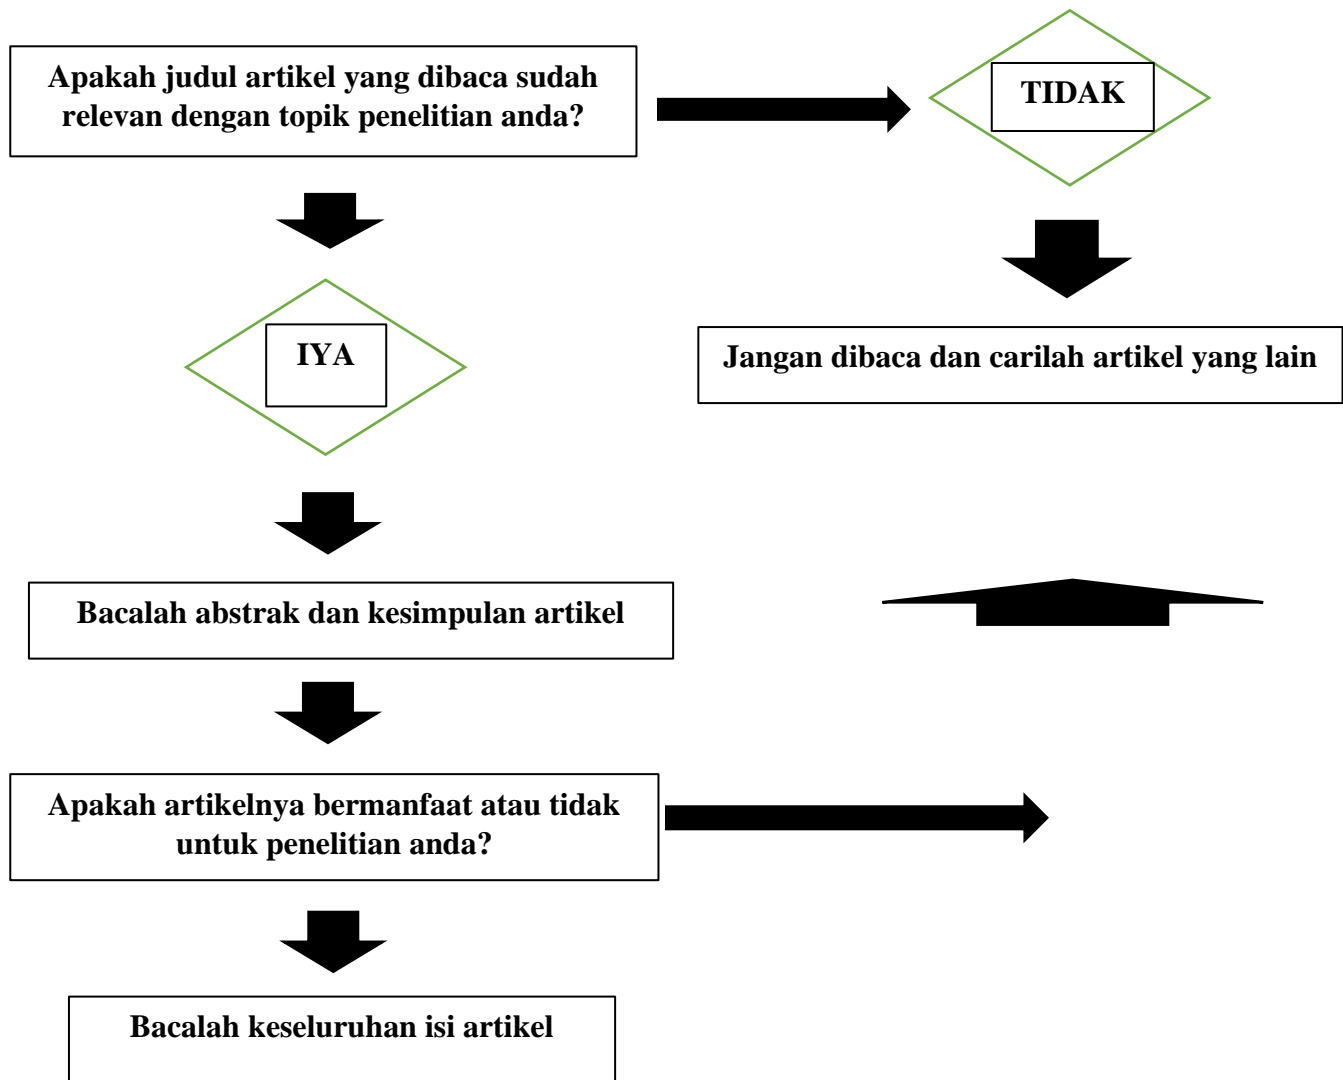 Apakah judul artikel yang dibaca sudah
relevan dengan topik penelitian anda?
TIDAK
IYA
Jangan dibaca dan carilah artikel yang lain
Bacalah abstrak dan kesimpulan artikel
Apakah artikelnya bermanfaat atau tidak
untuk penelitian anda?
Bacalah keseluruhan isi artikel